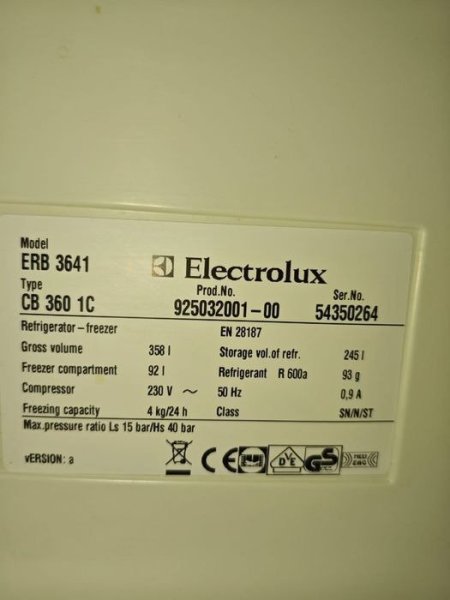 Model
ERB 3641
Electrolux
Type
Prod.No.
Ser.No.
CB 360 1C
925032001-00
54350264
Refrigerator-freezer
EN 28187
Gross volume 358 l
Storage vol.of refr. 245 l
Freezer compartment 92 l
Refrigerant R 600a 93 g
Compressor 230 V ~ 50 Hz 0,9 A
Freezing capacity 4 kg/24 h
Class SN/N/ST
Max.pressure ratio Ls 15 bar/Hs 40 bar
vERSION: a
CE
DVE
GS